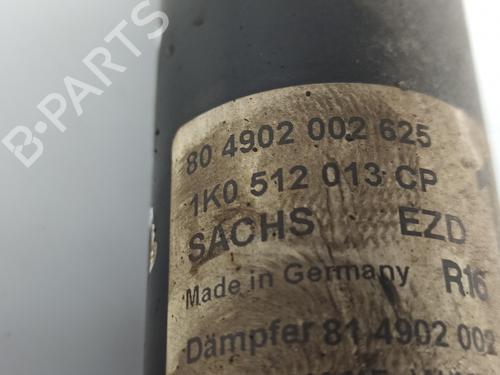 80 4902 002 625
1K0 512 013 CP
SACHS EZD
Made in Germany R16
Dämpfer 81 4902 002
B-PARTS